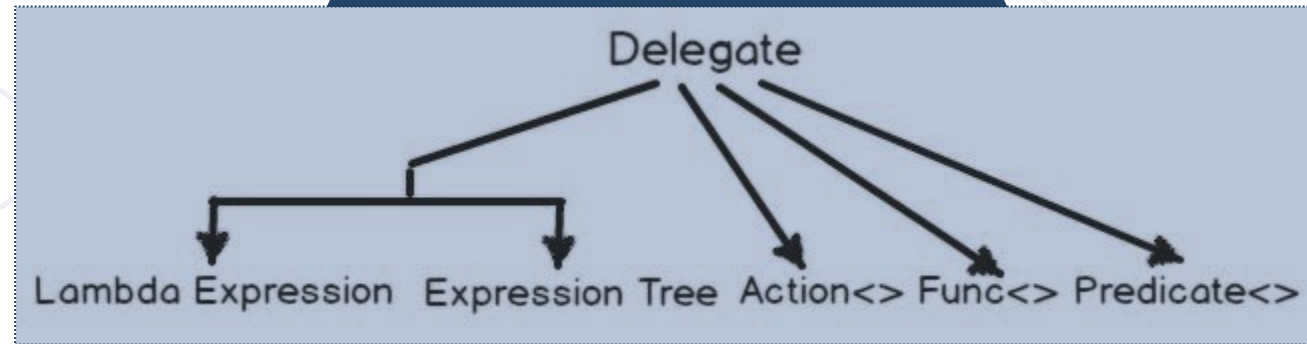 Delegate
Lambda Expression Expression Tree Action<> Func<> Predicate<>